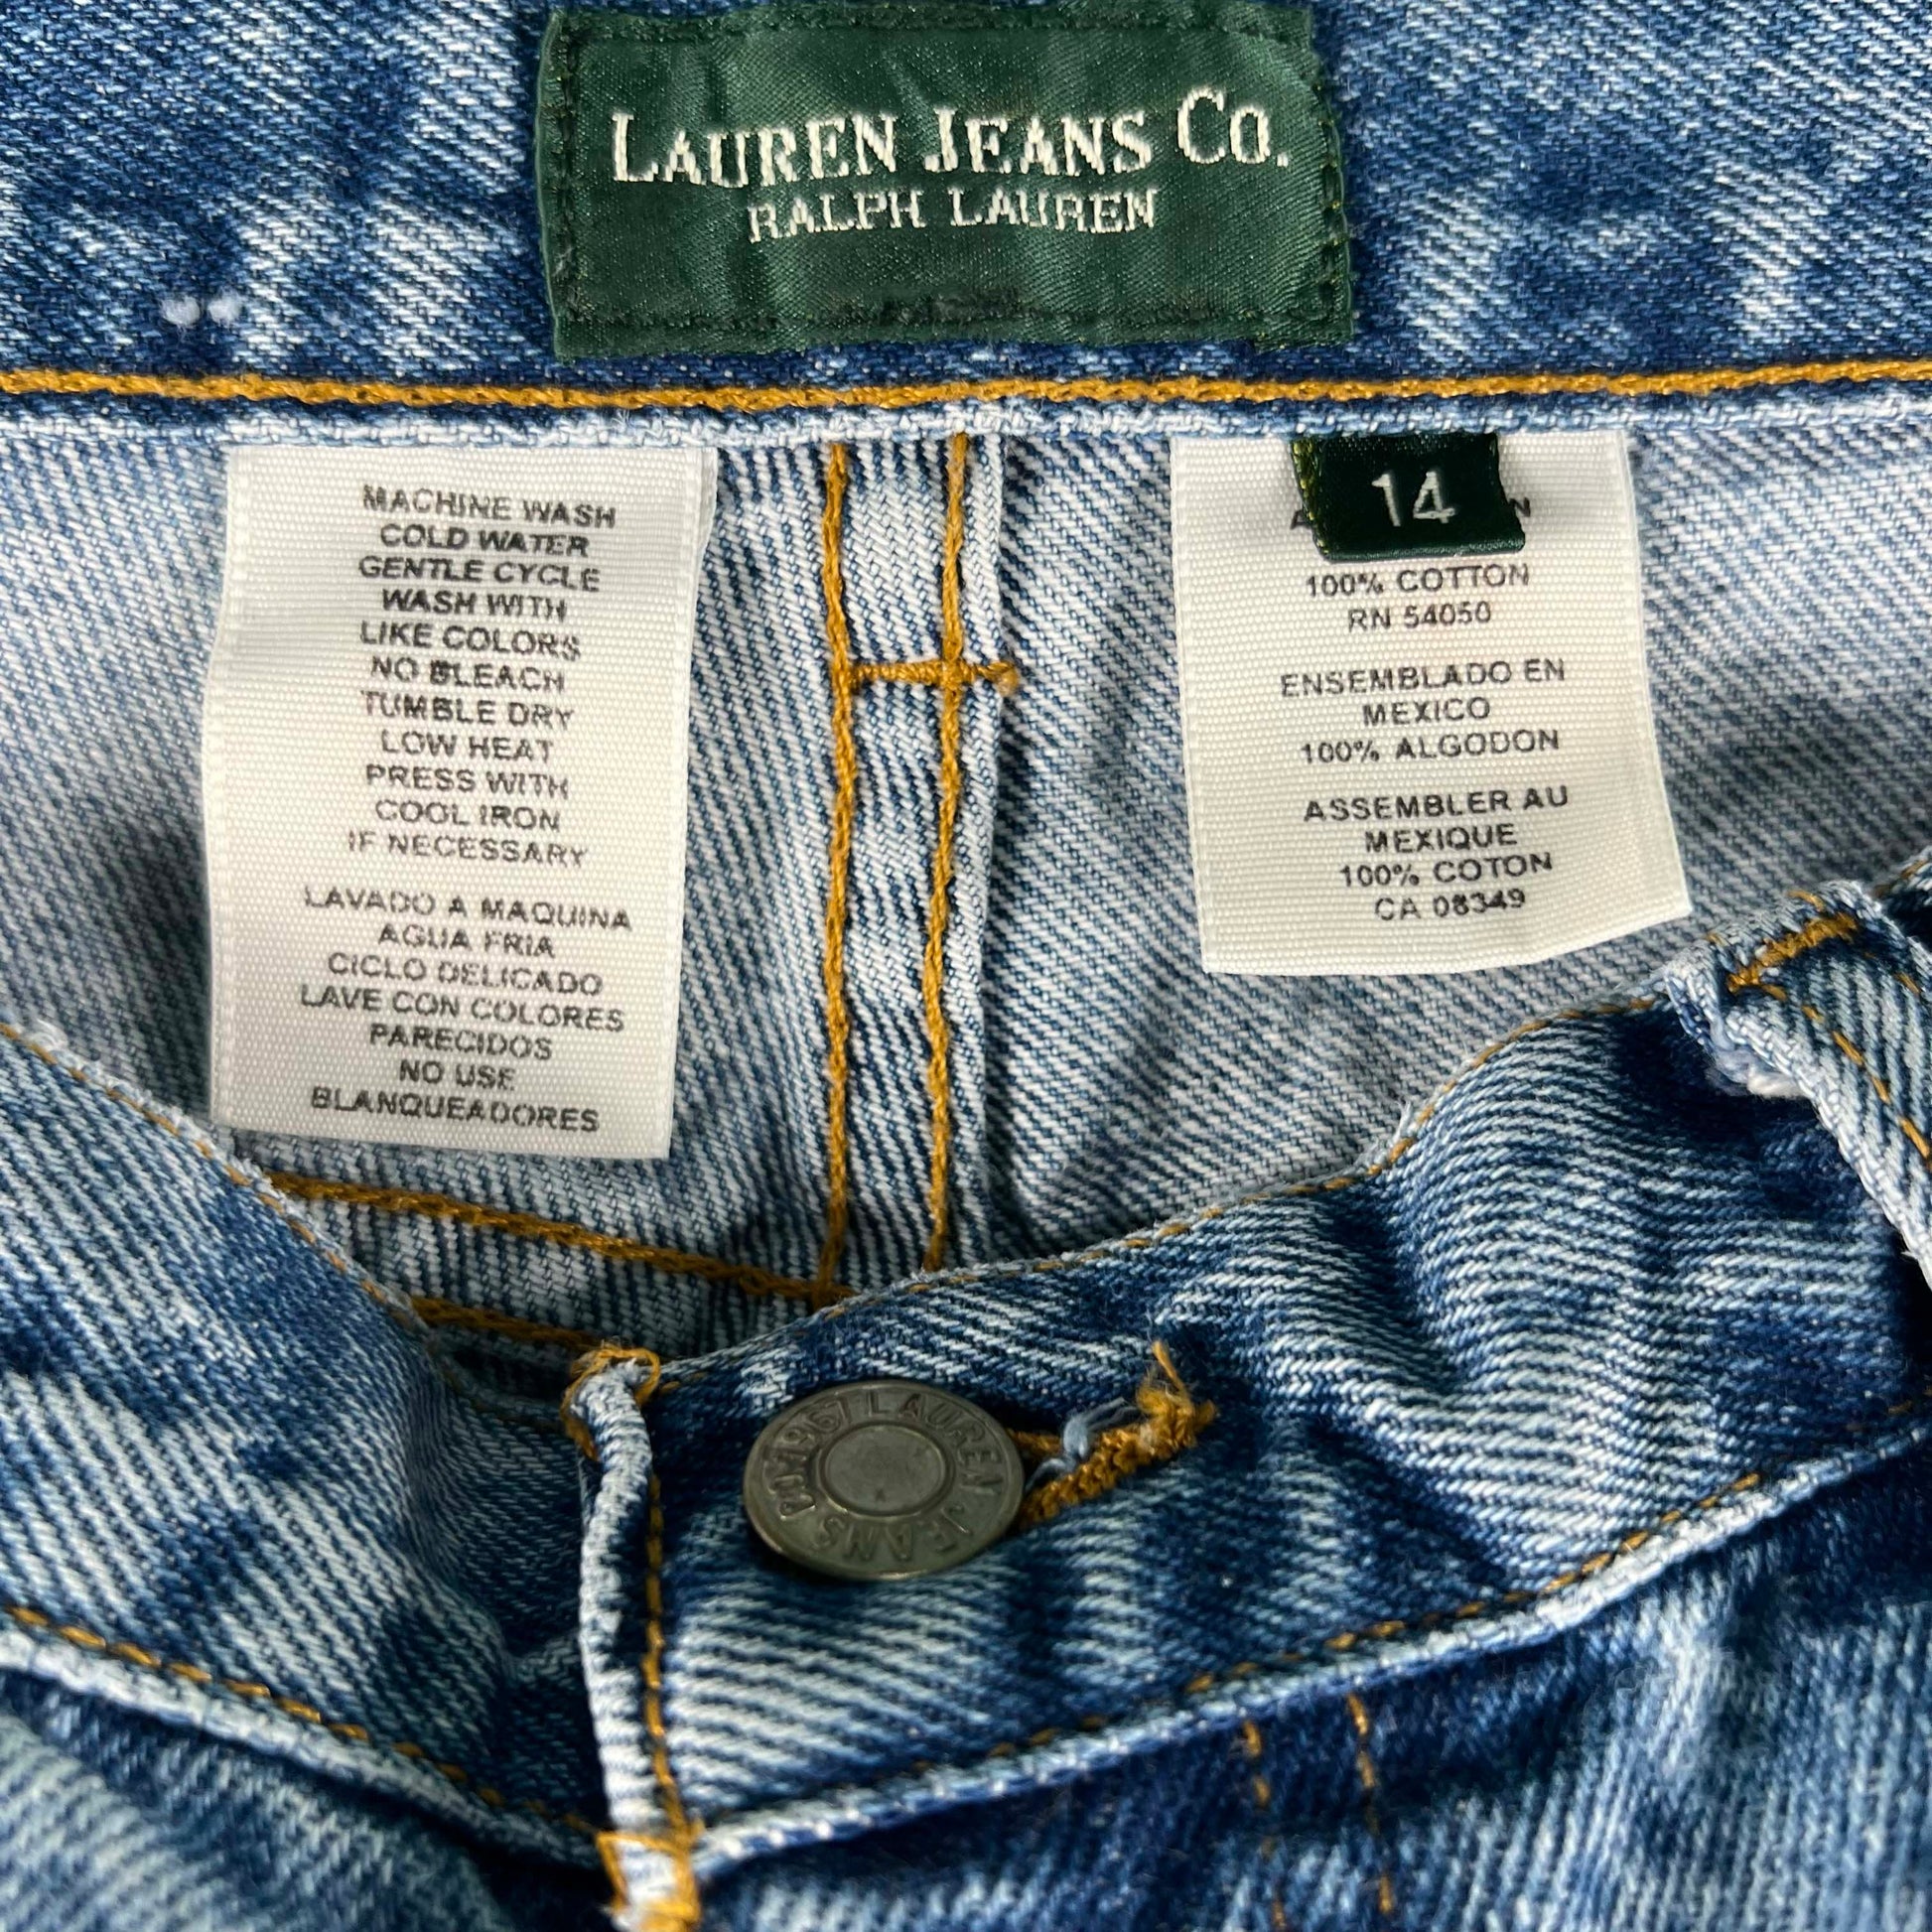 LAUREN JEANS CO.
RALPH LAUREN
MACHINE WASH
COLD WATER
GENTLE CYCLE
WASH WITH
LIKE COLORS
NO BLEACH
TUMBLE DRY
LOW HEAT
PRESS WITH
COOL IRON
IF NECESSARY
LAVADO A MAQUINA
AGUA FRIA
CICLO DELICADO
LAVE CON COLORES
PARECIDOS
NO USE
BLANQUEADORES
14
100% COTTON
RN 54050
ENSEMBLADO EN
MEXICO
100% ALGODON
ASSEMBLER AU
MEXIQUE
100% COTON
CA 08349
1967 LAUREN JEANS